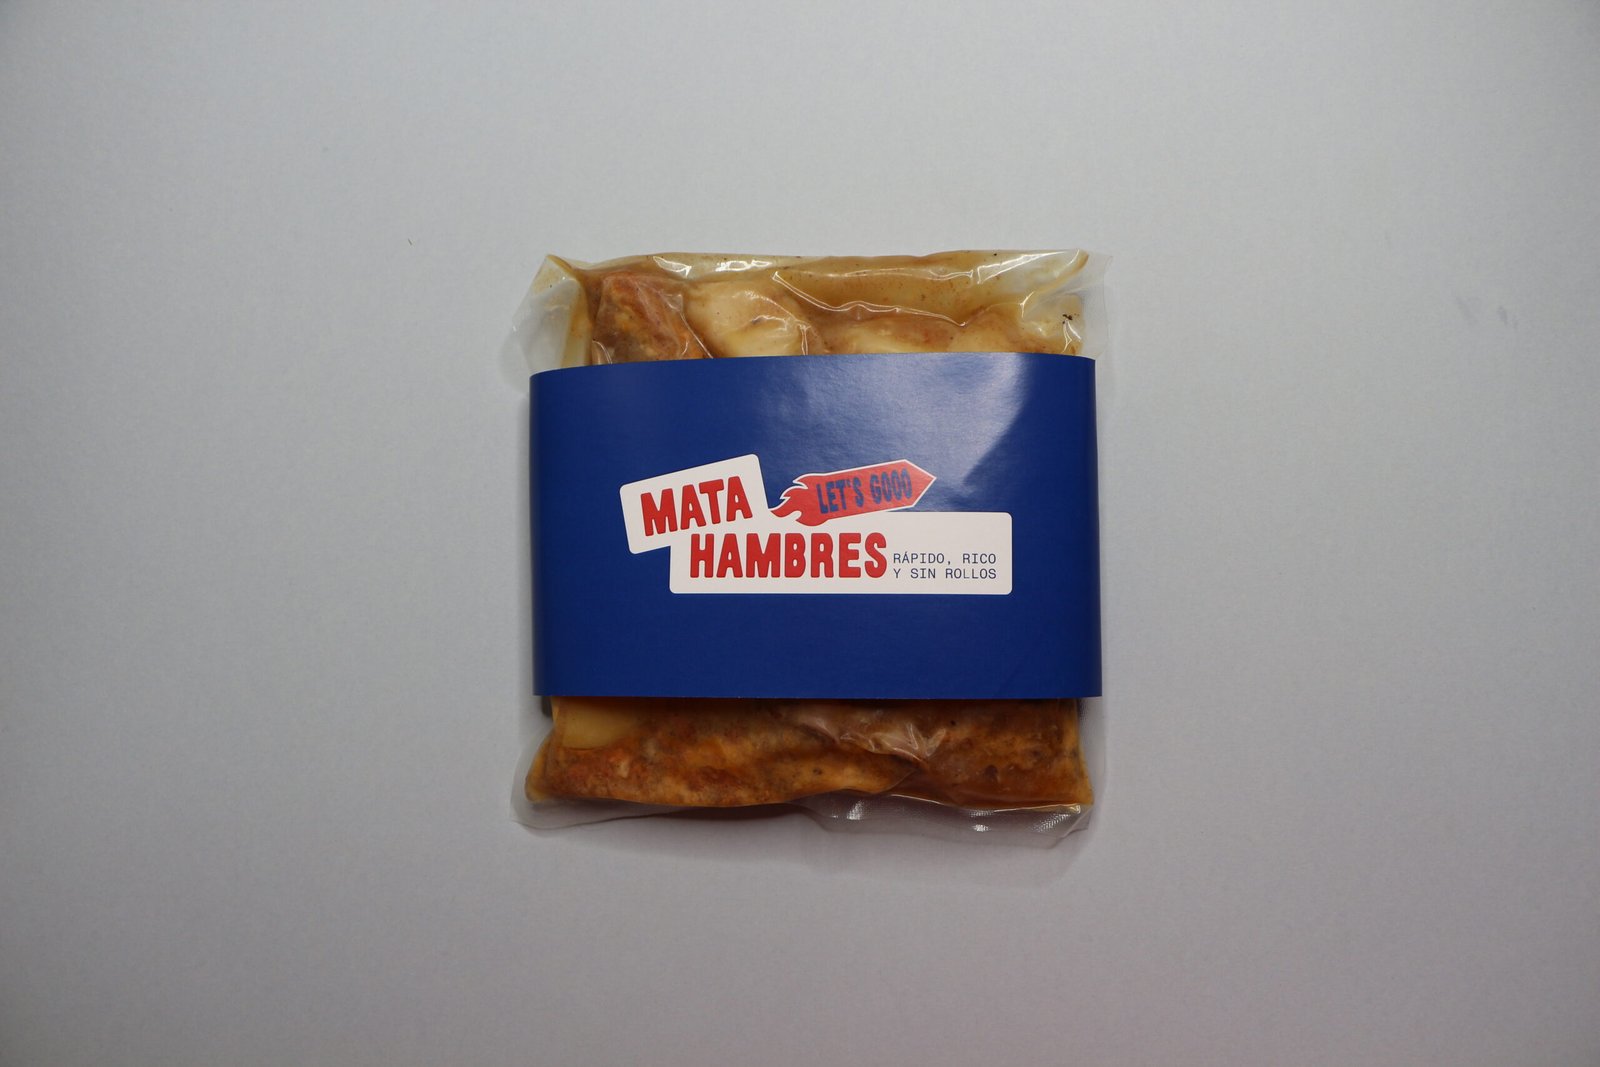 MATA
LET'S GOOO
HAMBRES
RÁPIDO, RICO
Y SIN ROLLOS